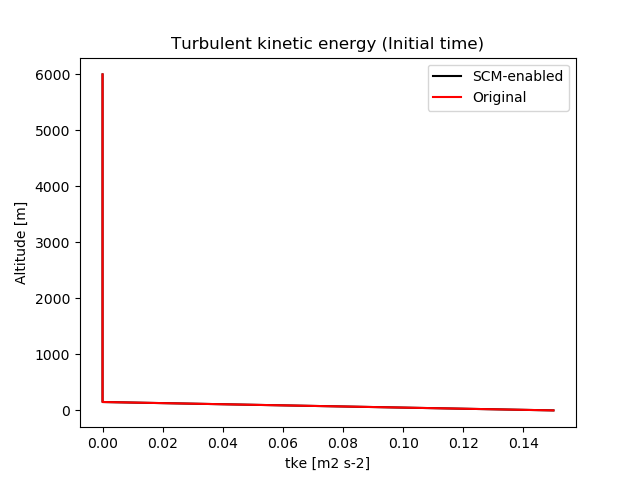 Turbulent kinetic energy (Initial time)
SCM-enabled
Original
Altitude [m]
6000
5000
4000
3000
2000
1000
0
0.00 0.02 0.04 0.06 0.08 0.10 0.12 0.14
tke [m2 s-2]